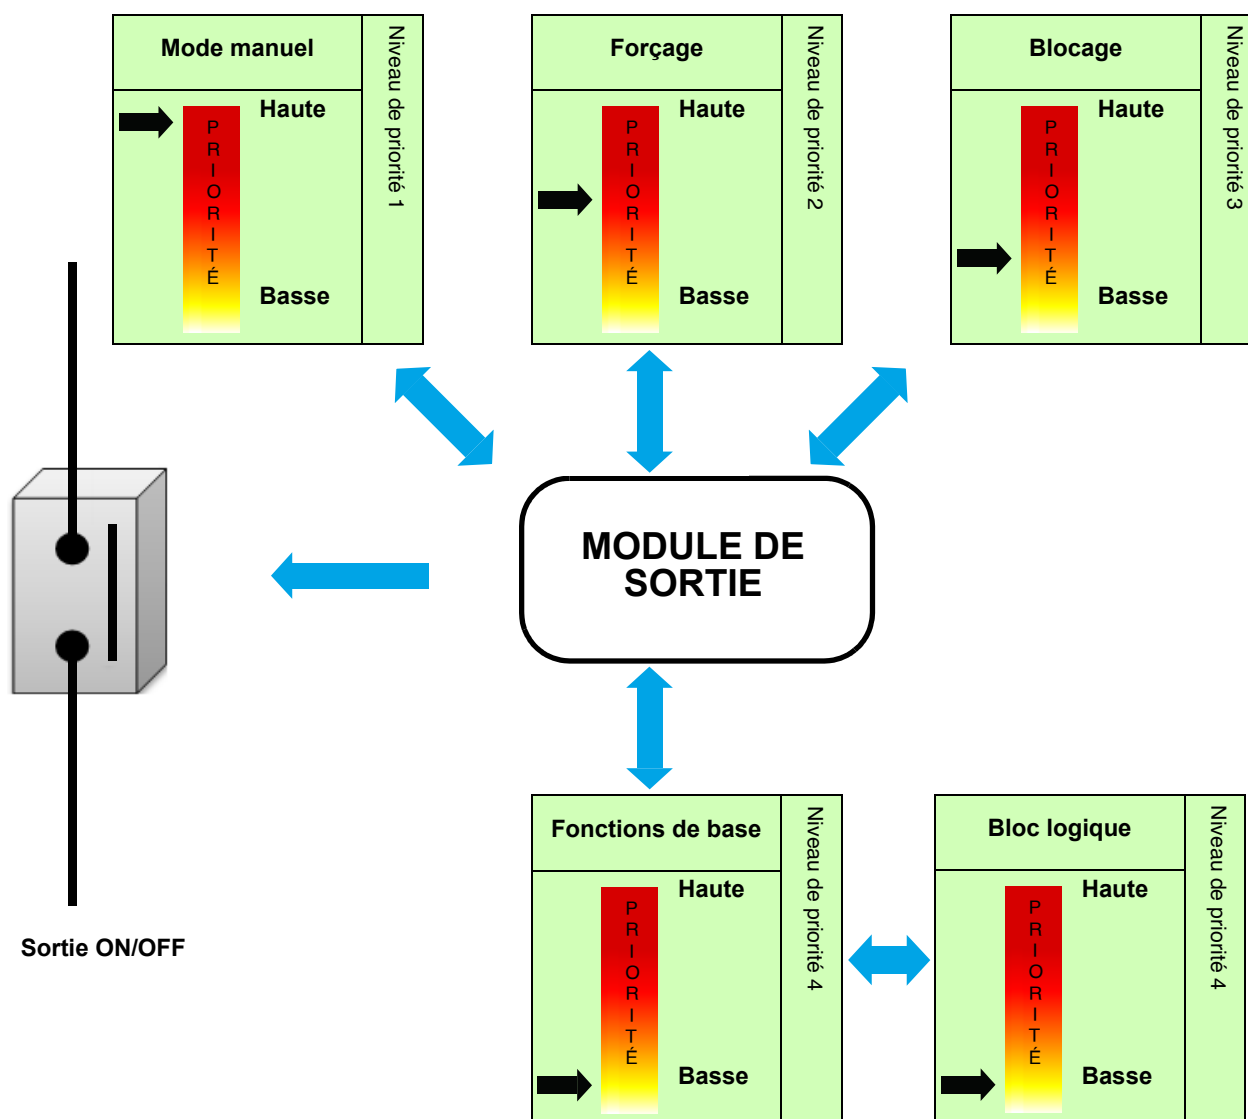 Mode manuel
Niveau de priorité 1
Haute
PRIORITÉ
Basse
Forçage
Niveau de priorité 2
Haute
PRIORITÉ
Basse
Blocage
Niveau de priorité 3
Haute
PRIORITÉ
Basse
MODULE DE
SORTIE
Sortie ON/OFF
Fonctions de base
Niveau de priorité 4
Haute
PRIORITÉ
Basse
Bloc logique
Niveau de priorité 4
Haute
PRIORITÉ
Basse